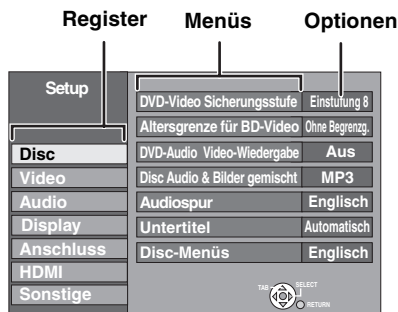 Register Menüs Optionen
Setup
Disc
Video
Audio
Display
Anschluss
HDMI
Sonstige
DVD-Video Sicherungsstufe Einstufung 8
Altersgrenze für BD-Video Ohne Begrenzg.
DVD-Audio Video-Wiedergabe Aus
Disc Audio & Bilder gemischt MP3
Audiospur Englisch
Untertitel Automatisch
Disc-Menüs Englisch
TAB SELECT
RETURN